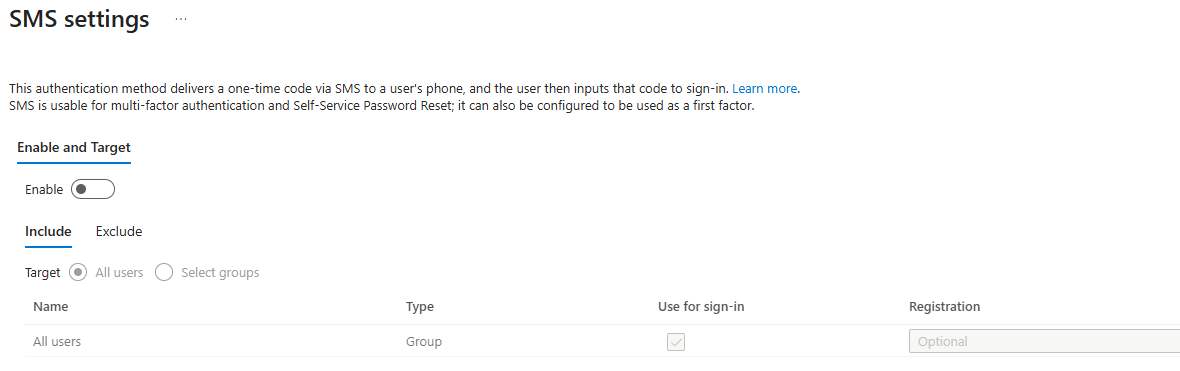 SMS settings ...
This authentication method delivers a one-time code via SMS to a user's phone, and the user then inputs that code to sign-in. Learn more.
SMS is usable for multi-factor authentication and Self-Service Password Reset; it can also be configured to be used as a first factor.
Enable and Target
Enable
Include Exclude
Target All users Select groups
Name Type Use for sign-in Registration
All users Group Optional